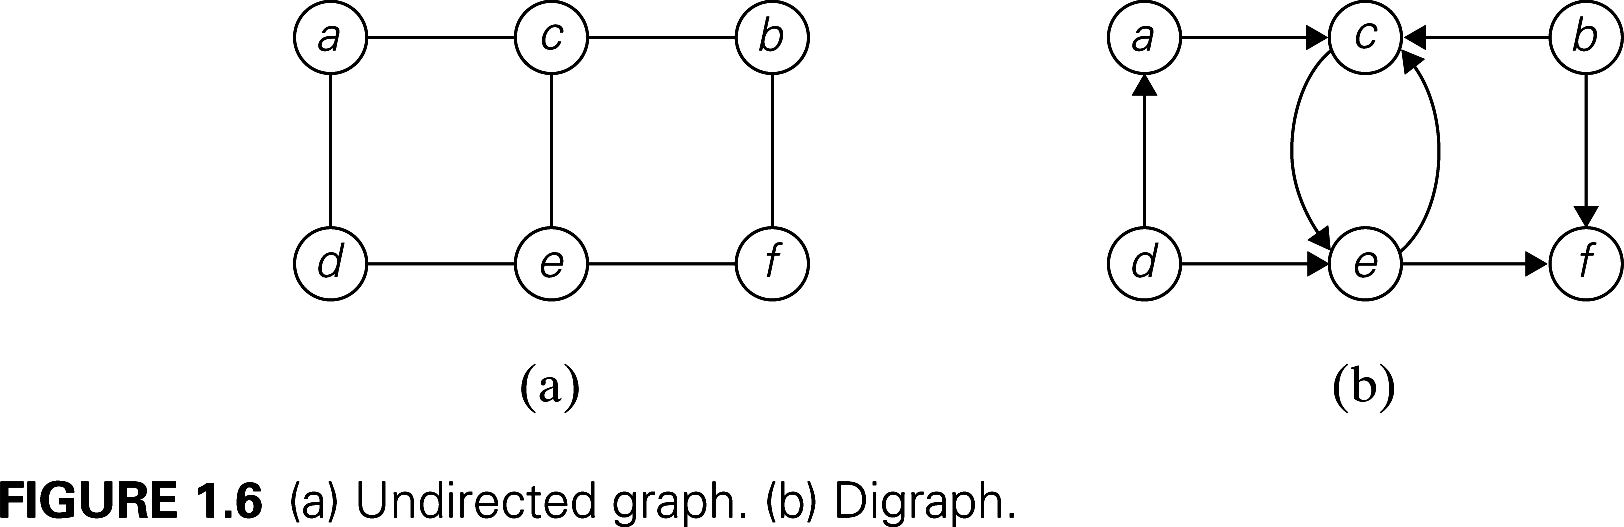 a c b a c b
d e f d e f
(a) (b)
FIGURE 1.6 (a) Undirected graph. (b) Digraph.